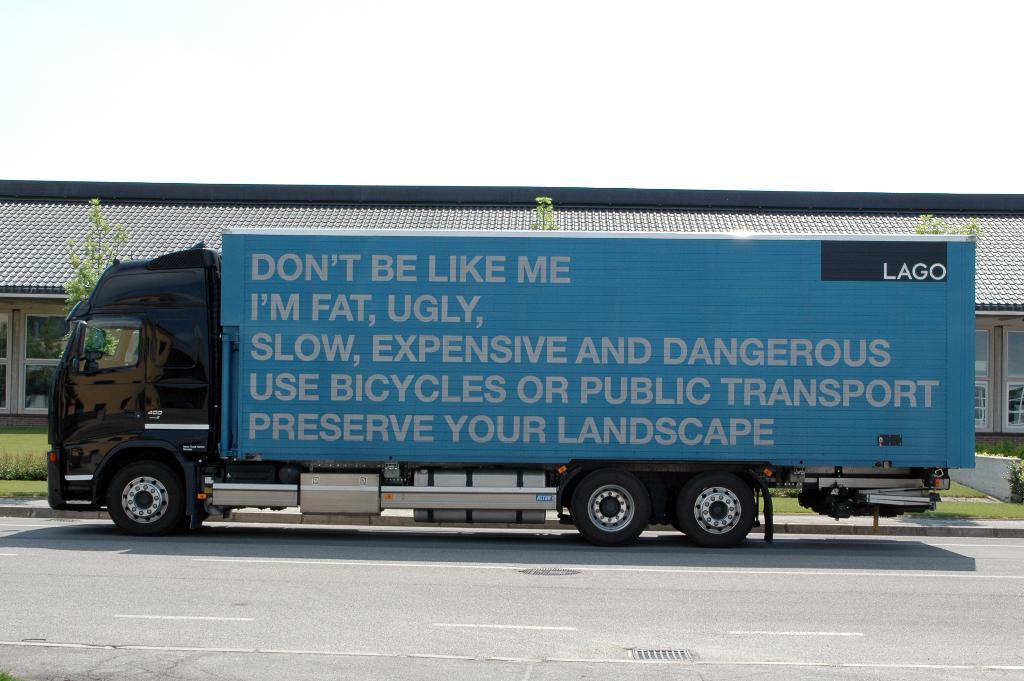 DON'T BE LIKE ME
I'M FAT, UGLY,
SLOW, EXPENSIVE AND DANGEROUS
USE BICYCLES OR PUBLIC TRANSPORT
PRESERVE YOUR LANDSCAPE
LAGO
400